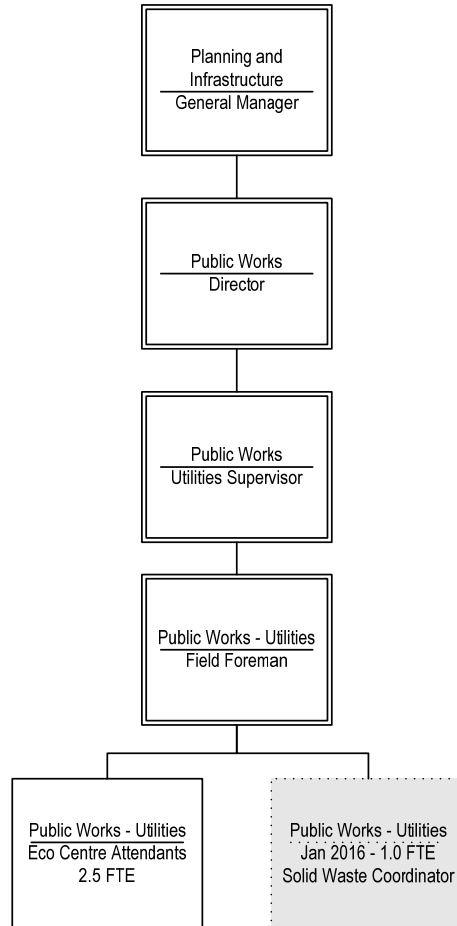 Planning and
Infrastructure
General Manager
Public Works
Director
Public Works
Utilities Supervisor
Public Works - Utilities
Field Foreman
Public Works - Utilities
Eco Centre Attendants
2.5 FTE
Public Works - Utilities
Jan 2016 - 1.0 FTE
Solid Waste Coordinator